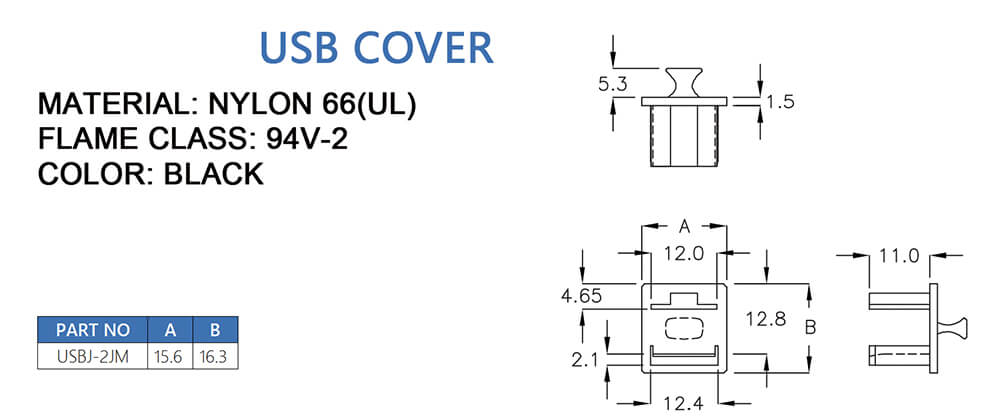 USB COVER
MATERIAL: NYLON 66(UL)
FLAME CLASS: 94V-2
COLOR: BLACK
PART NO A B
USBJ-2JM 15.6 16.3
5.3
1.5
A
12.0
11.0
4.65
12.8
B
2.1
12.4